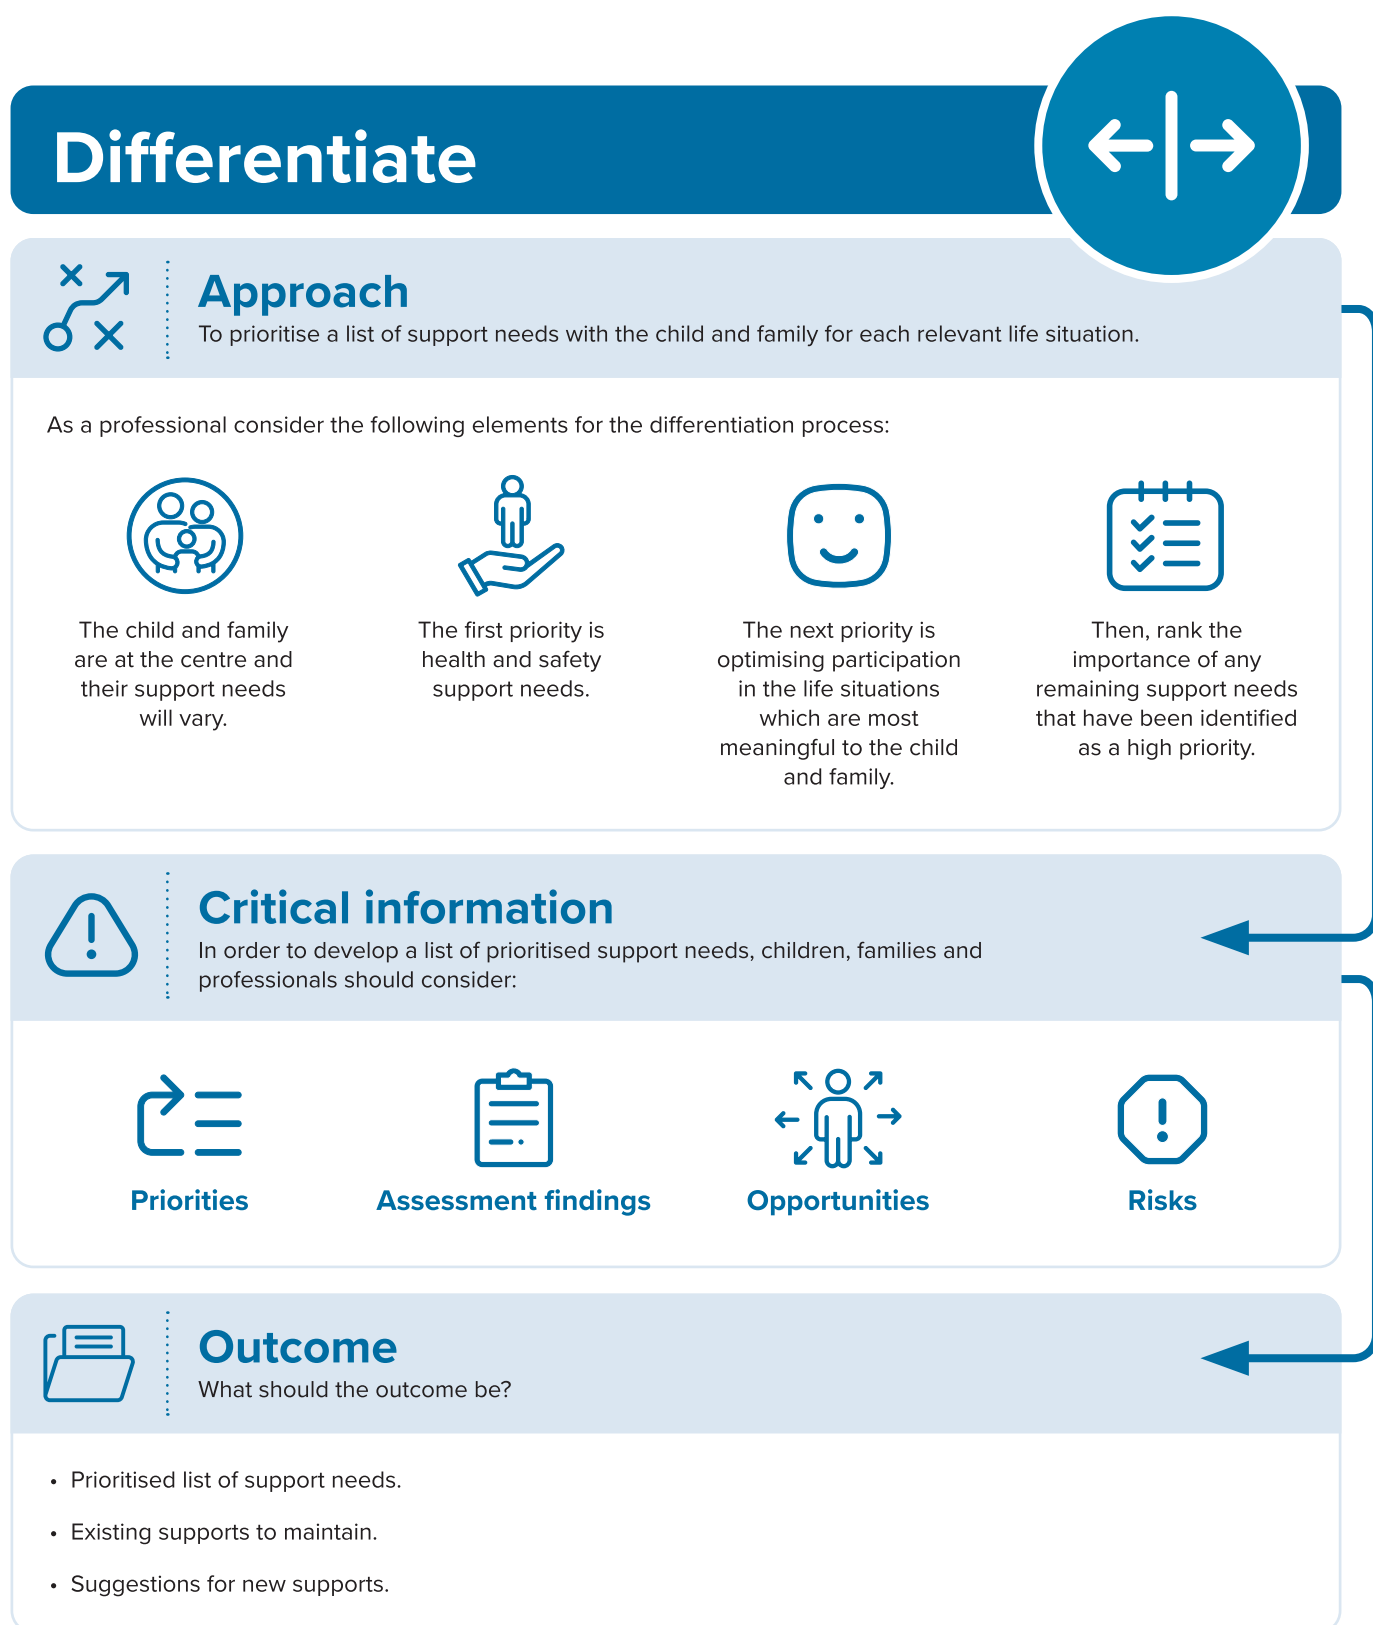 Differentiate
Approach
To prioritise a list of support needs with the child and family for each relevant life situation.
As a professional consider the following elements for the differentiation process:
The child and family
are at the centre and
their support needs
will vary.
The first priority is
health and safety
support needs.
The next priority is
optimising participation
in the life situations
which are most
meaningful to the child
and family.
Then, rank the
importance of any
remaining support needs
that have been identified
as a high priority.
Critical information
In order to develop a list of prioritised support needs, children, families and
professionals should consider:
Priorities
Assessment findings
Opportunities
Risks
Outcome
What should the outcome be?
• Prioritised list of support needs.
• Existing supports to maintain.
• Suggestions for new supports.